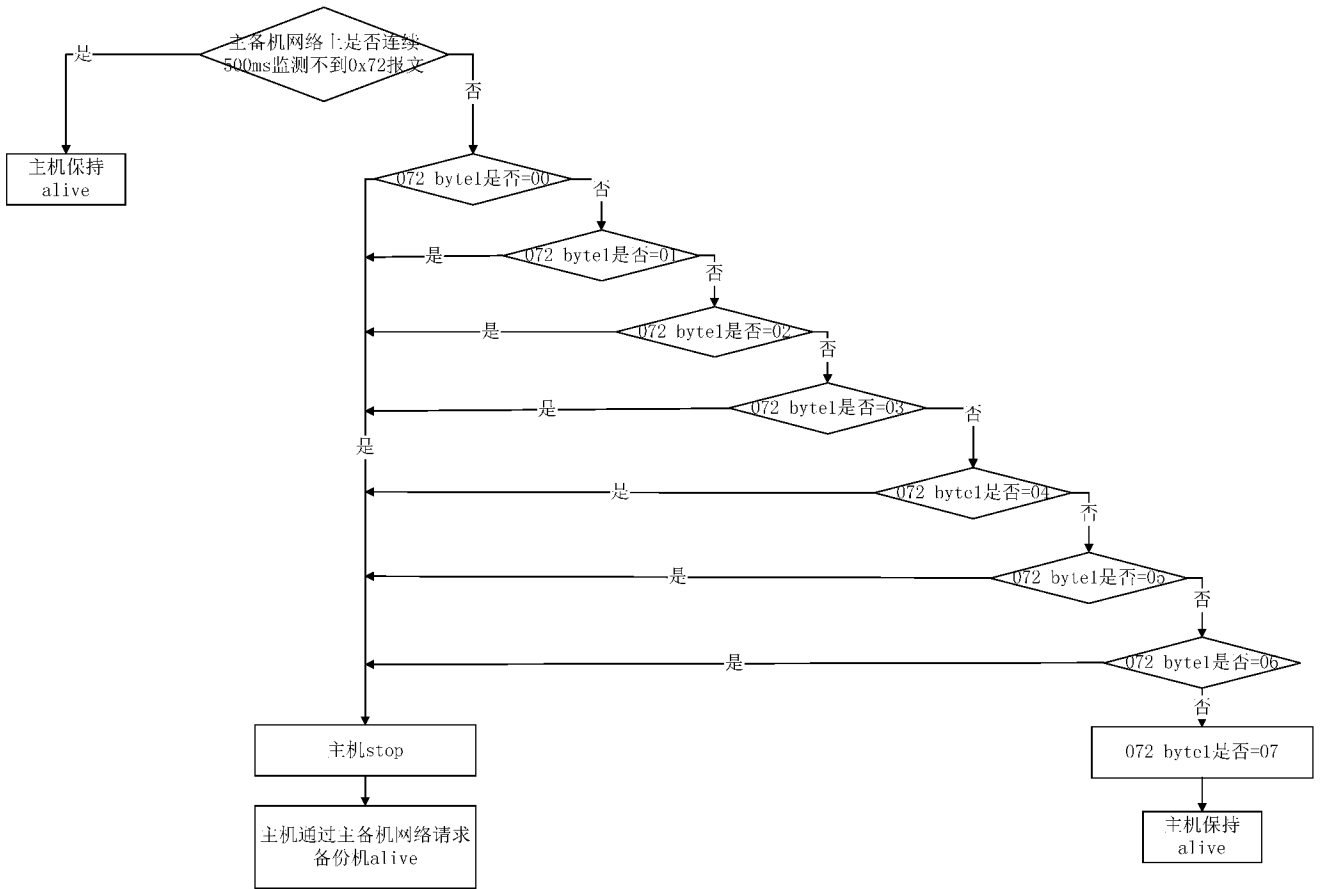 主备机网络上是否连续
500ms监测不到0x72报文
是
否
主机保持
alive
072 byte1是否=00
否
072 byte1是否=01
是
否
072 byte1是否=02
是
否
072 byte1是否=03
是
否
是
072 byte1是否=04
是
否
072 byte1是否=05
是
否
072 byte1是否=06
是
否
主机stop
072 byte1是否=07
主机通过主备机网络请求
备份机alive
主机保持
alive